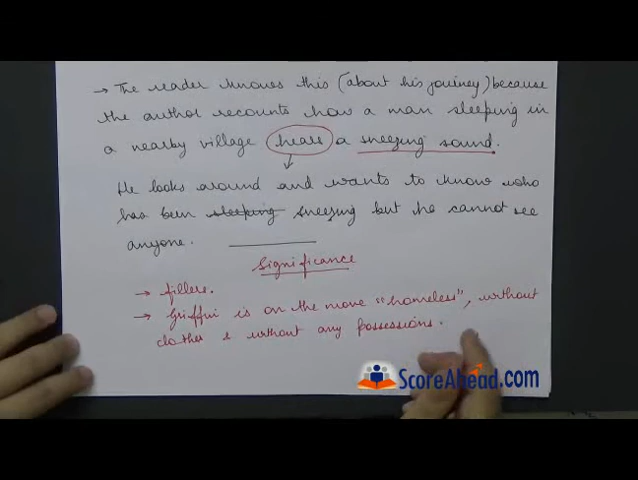 → The reader knows this (about his journey) because
the author recounts how a man sleeping in
a nearby village hears a sneezing sound.
He looks around and wants to know who
has been sleeping sneezing but he cannot see
anyone.
Significance
→ fillers.
→ Griffin is on the move "homeless", without
clothes & without any possessions.
ScoreAhead.com